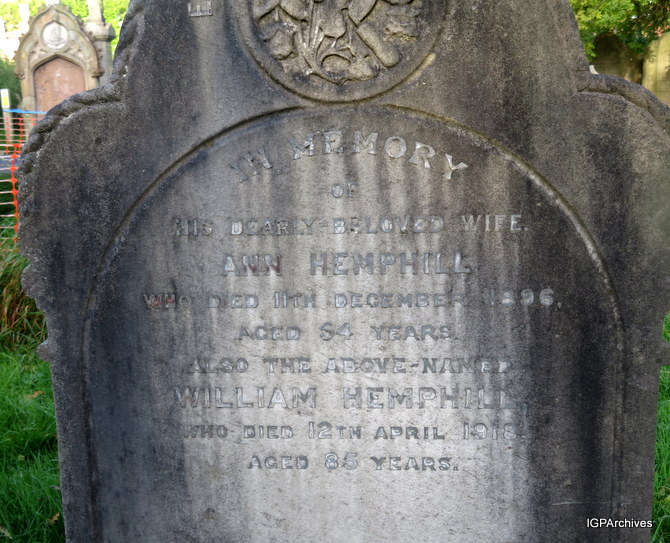 IN MEMORY
OF
HIS DEARLY-BELOVED WIFE
ANN HEMPHILL
WHO DIED 11TH DECEMBER 1896,
AGED 64 YEARS.
ALSO THE ABOVE-NAMED
WILLIAM HEMPHILL
WHO DIED 12TH APRIL
AGED 85 YEARS.
IGPArchives